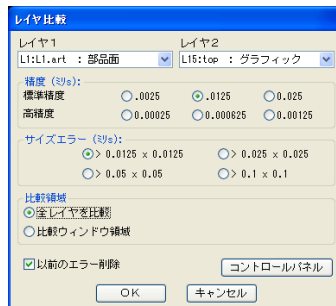 レイヤ比較
レイヤ1 レイヤ2
L1:L1.art : 部品面 L15:top : グラフィック
精度 (ミリs):
標準精度 .0025 .0125 0.025
高精度 0.00025 0.000625 0.00125
サイズエラー (ミリs):
> 0.0125 x 0.0125 > 0.025 x 0.025
> 0.05 x 0.05 > 0.1 x 0.1
比較領域
全レイヤを比較
比較ウィンドウ領域
以前のエラー削除 コントロールパネル
OK キャンセル